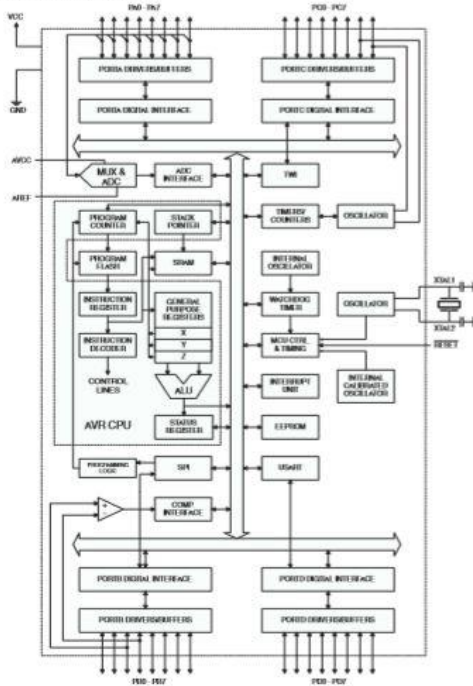 PA0 - PA7
PC0 - PC7
VCC
GND
PORTA DRIVERS/BUFFERS
PORTC DRIVERS/BUFFERS
PORTA DIGITAL INTERFACE
PORTC DIGITAL INTERFACE
AVCC
AREF
MUX &
ADC
ADC
INTERFACE
TWI
PROGRAM
COUNTER
STACK
POINTER
TIMERS/
COUNTERS
OSCILLATOR
PROGRAM
FLASH
SRAM
INTERNAL
OSCILLATOR
INSTRUCTION
REGISTER
GENERAL
PURPOSE
REGISTERS
X
Y
Z
WATCHDOG
TIMER
OSCILLATOR
XTAL1
XTAL2
RESET
INSTRUCTION
DECODER
MCU CTRL.
& TIMING
CONTROL
LINES
ALU
INTERRUPT
UNIT
INTERNAL
CALIBRATED
OSCILLATOR
AVR CPU
STATUS
REGISTER
EEPROM
PROGRAMMING
LOGIC
SPI
USART
+
-
COMP.
INTERFACE
PORTB DIGITAL INTERFACE
PORTD DIGITAL INTERFACE
PORTB DRIVERS/BUFFERS
PORTD DRIVERS/BUFFERS
PB0 - PB7
PD0 - PD7